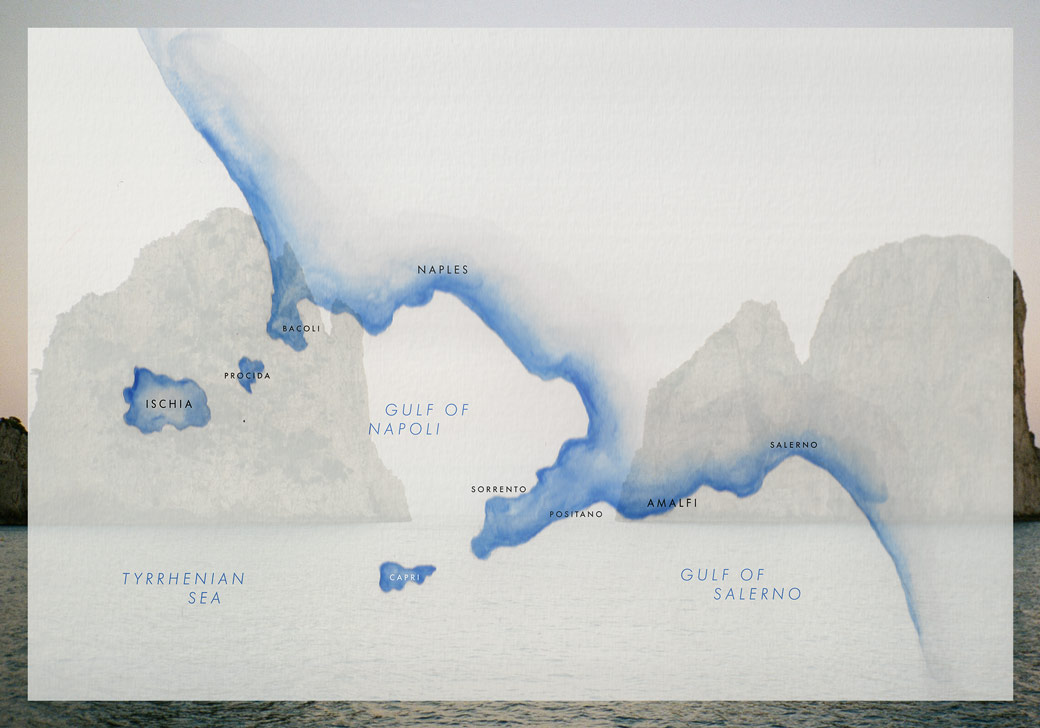 NAPLES
BACOLI
PROCIDA
ISCHIA
GULF OF
NAPOLI
SALERNO
SORRENTO
AMALFI
POSITANO
CAPRI
TYRRHENIAN
SEA
GULF OF
SALERNO